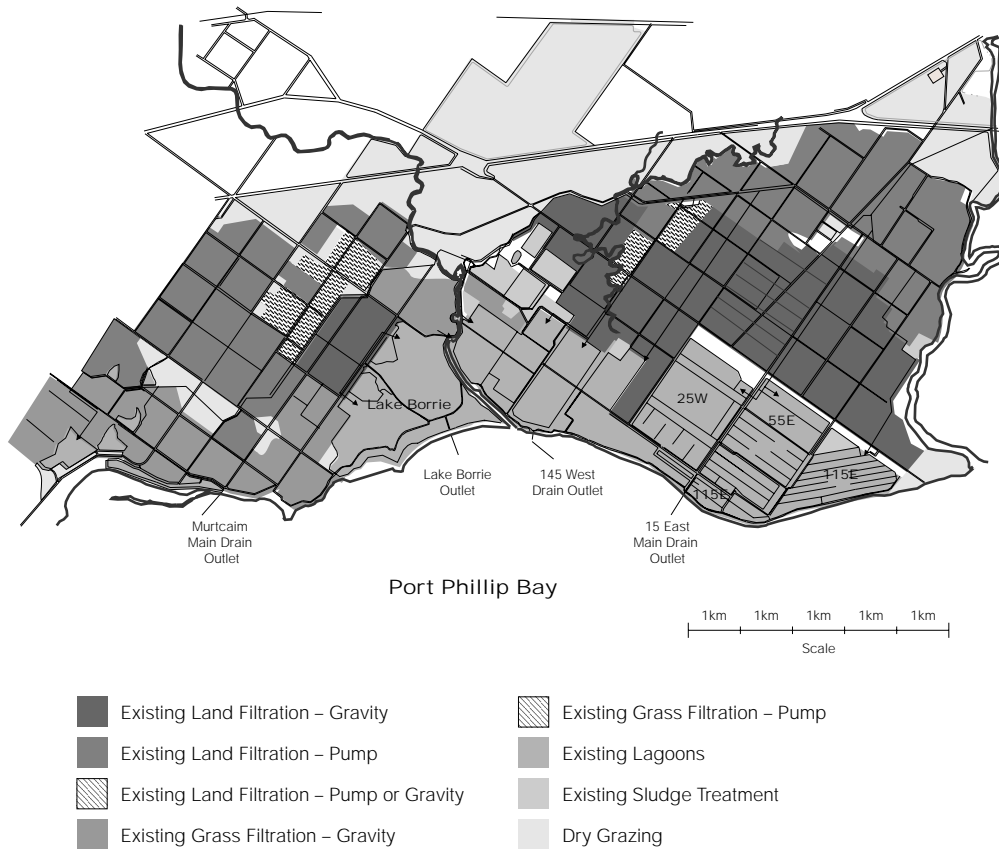 25W
Lake Borrie
55E
115E
115E
Lake Borrie
Outlet
145 West
Drain Outlet
Murtcaim
Main Drain
Outlet
15 East
Main Drain
Outlet
Port Phillip Bay
1km 1km 1km 1km 1km
Scale
Existing Land Filtration – Gravity
Existing Land Filtration – Pump
Existing Land Filtration – Pump or Gravity
Existing Grass Filtration – Gravity
Existing Grass Filtration – Pump
Existing Lagoons
Existing Sludge Treatment
Dry Grazing